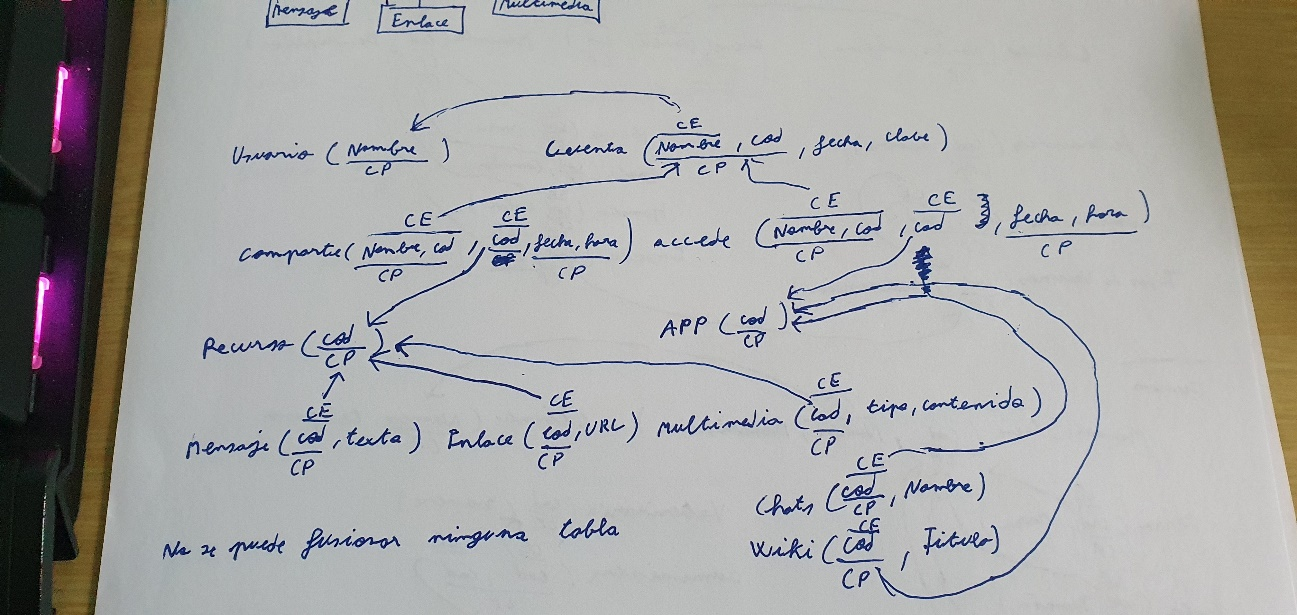 Mensaje Enlace Multimedia
CE
Usuario (Nombre) Cuenta (Nombre, cod, fecha, clave)
CP CP
CE CE CE CE
comparte (Nombre, cod, cod, fecha, hora) accede (Nombre, cod, cod, fecha, hora)
CP CP CP CP
Recurso (cod) APP (cod)
CP CP
CE CE CE
Mensaje (cod, texto) Enlace (cod, URL) Multimedia (cod, tipo, contenido)
CP CP CP
CE
Chats (cod, Nombre)
CP
CE
No se puede fusionar ninguna tabla Wiki (cod, Titulo)
CP